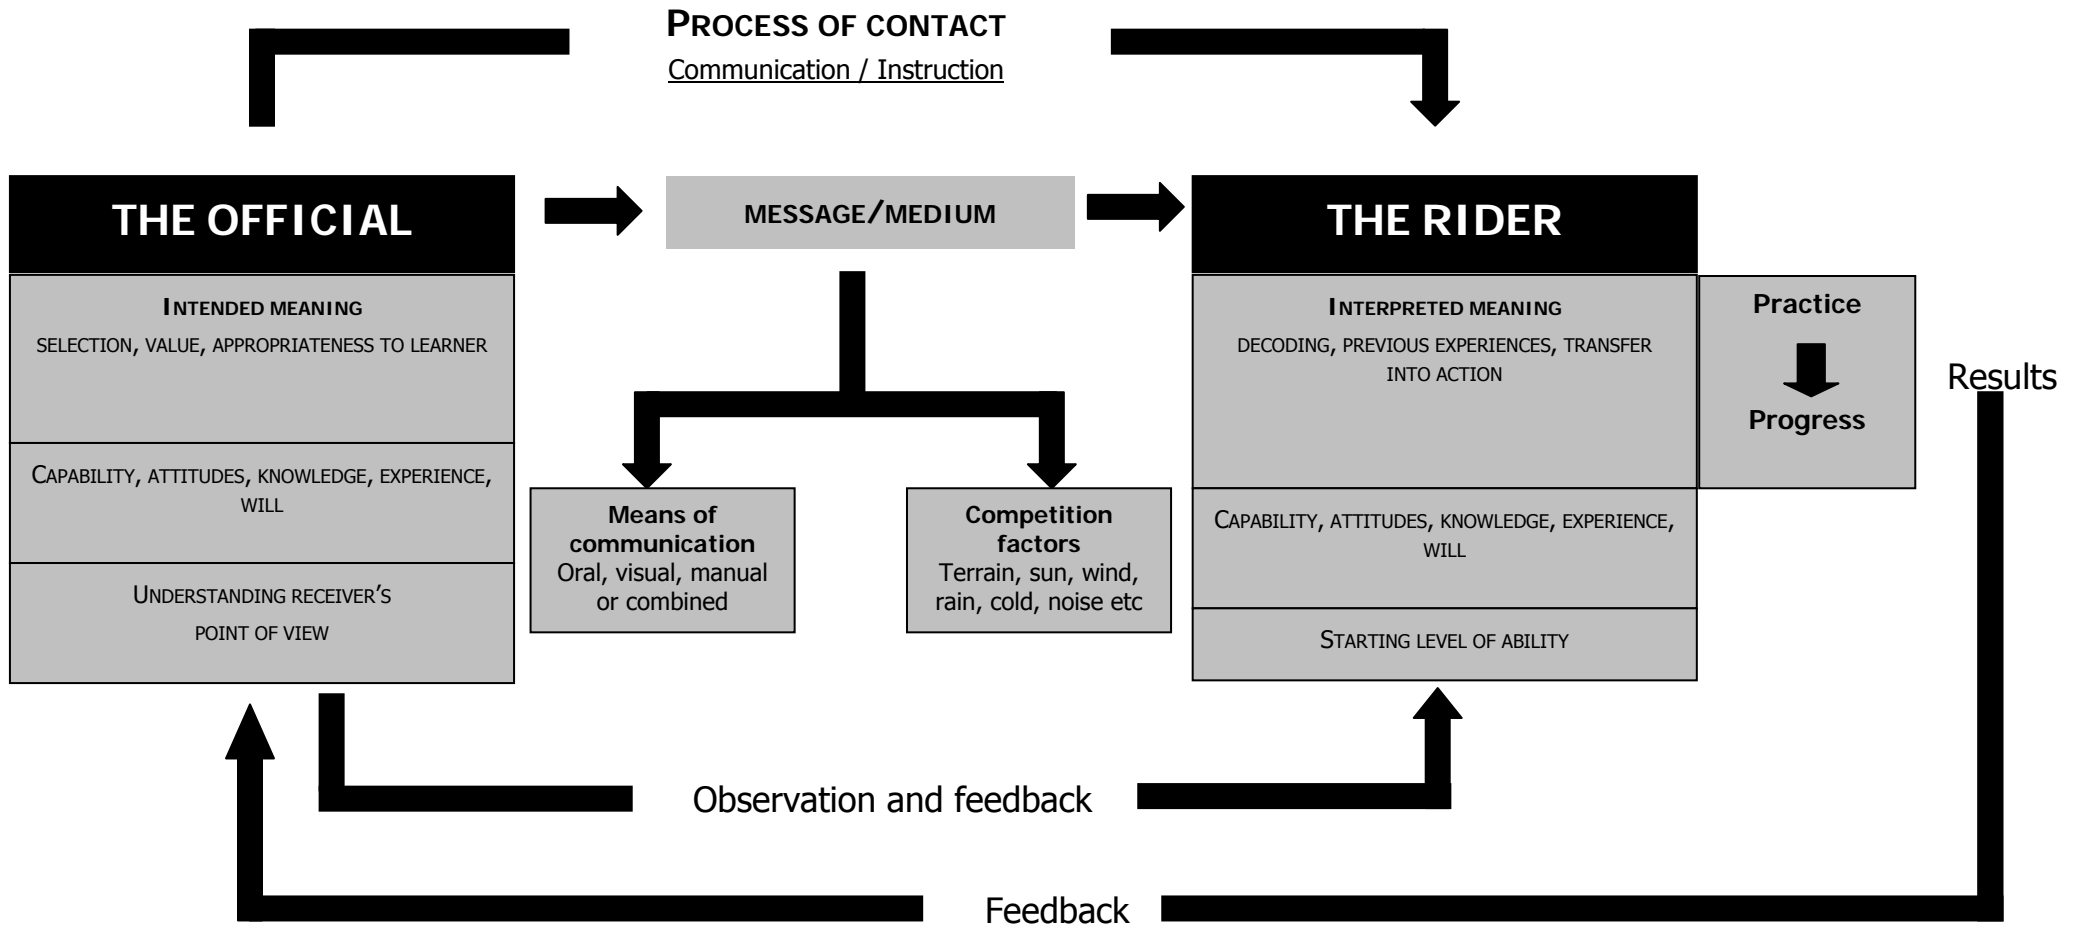 PROCESS OF CONTACT
Communication / Instruction
THE OFFICIAL
MESSAGE/MEDIUM
THE RIDER
INTENDED MEANING
SELECTION, VALUE, APPROPRIATENESS TO LEARNER
CAPABILITY, ATTITUDES, KNOWLEDGE, EXPERIENCE,
WILL
UNDERSTANDING RECEIVER'S
POINT OF VIEW
Means of
communication
Oral, visual, manual
or combined
Competition
factors
Terrain, sun, wind,
rain, cold, noise etc
INTERPRETED MEANING
DECODING, PREVIOUS EXPERIENCES, TRANSFER
INTO ACTION
CAPABILITY, ATTITUDES, KNOWLEDGE, EXPERIENCE,
WILL
STARTING LEVEL OF ABILITY
Practice
Progress
Results
Observation and feedback
Feedback